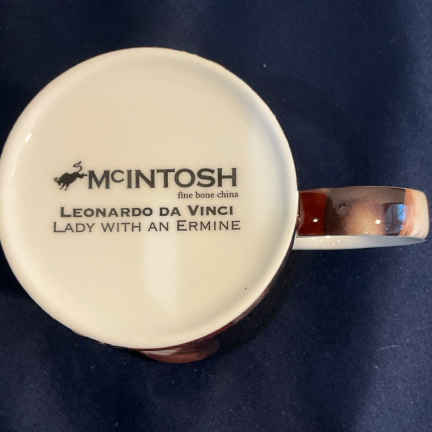 McINTOSH
fine bone china
LEONARDO DA VINCI
LADY WITH AN ERMINE